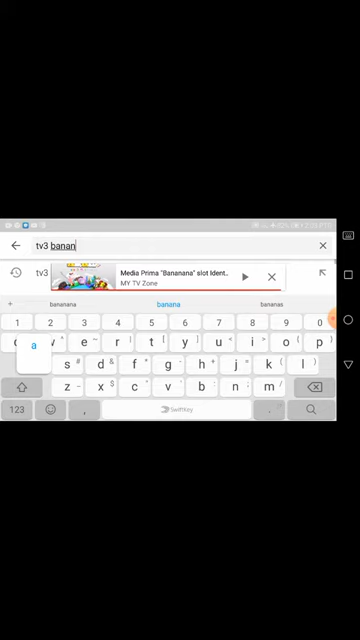 tv3 banan
tv3
Media Prima "Bananana" slot Ident..
MY TV Zone
bananana banana bananas
1 2 3 4 5 6 7 8 9 0
e r t y u i o p
a s d f g h j k l
z x c v b n m
123 , SwiftKey .